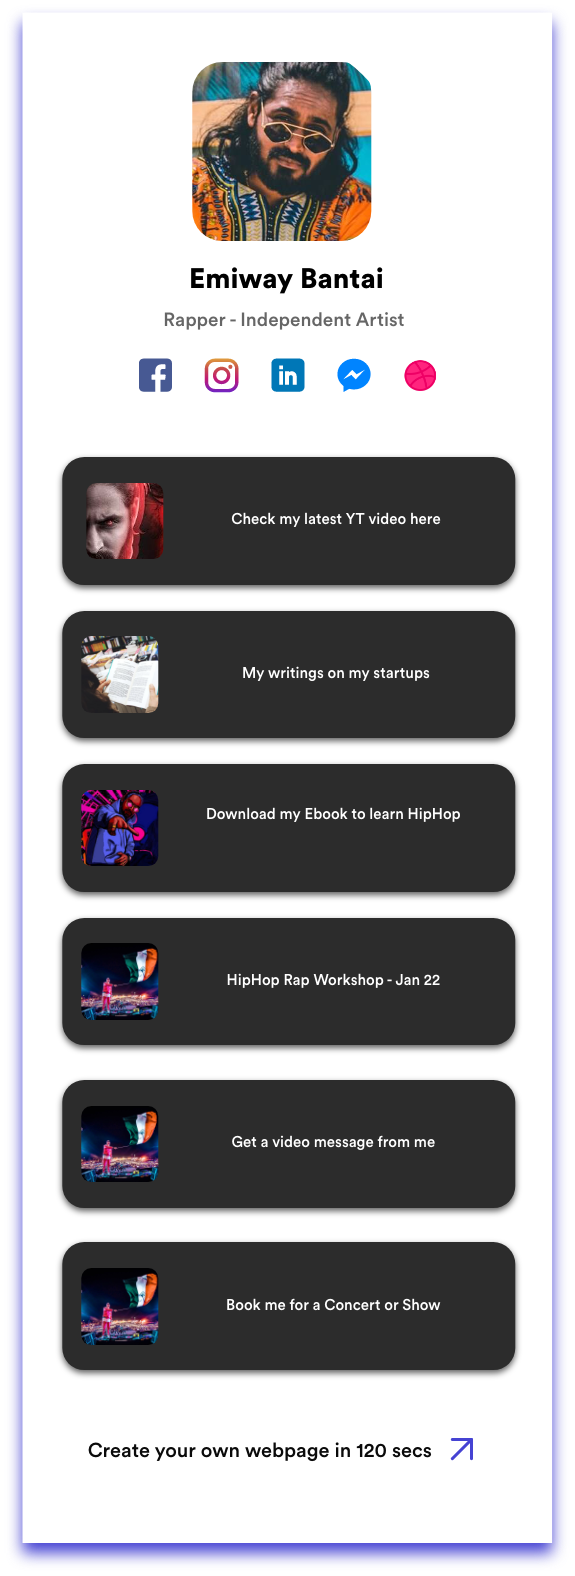 Emiway Bantai
Rapper - Independent Artist
Check my latest YT video here
My writings on my startups
Download my Ebook to learn HipHop
HipHop Rap Workshop - Jan 22
Get a video message from me
Book me for a Concert or Show
Create your own webpage in 120 secs